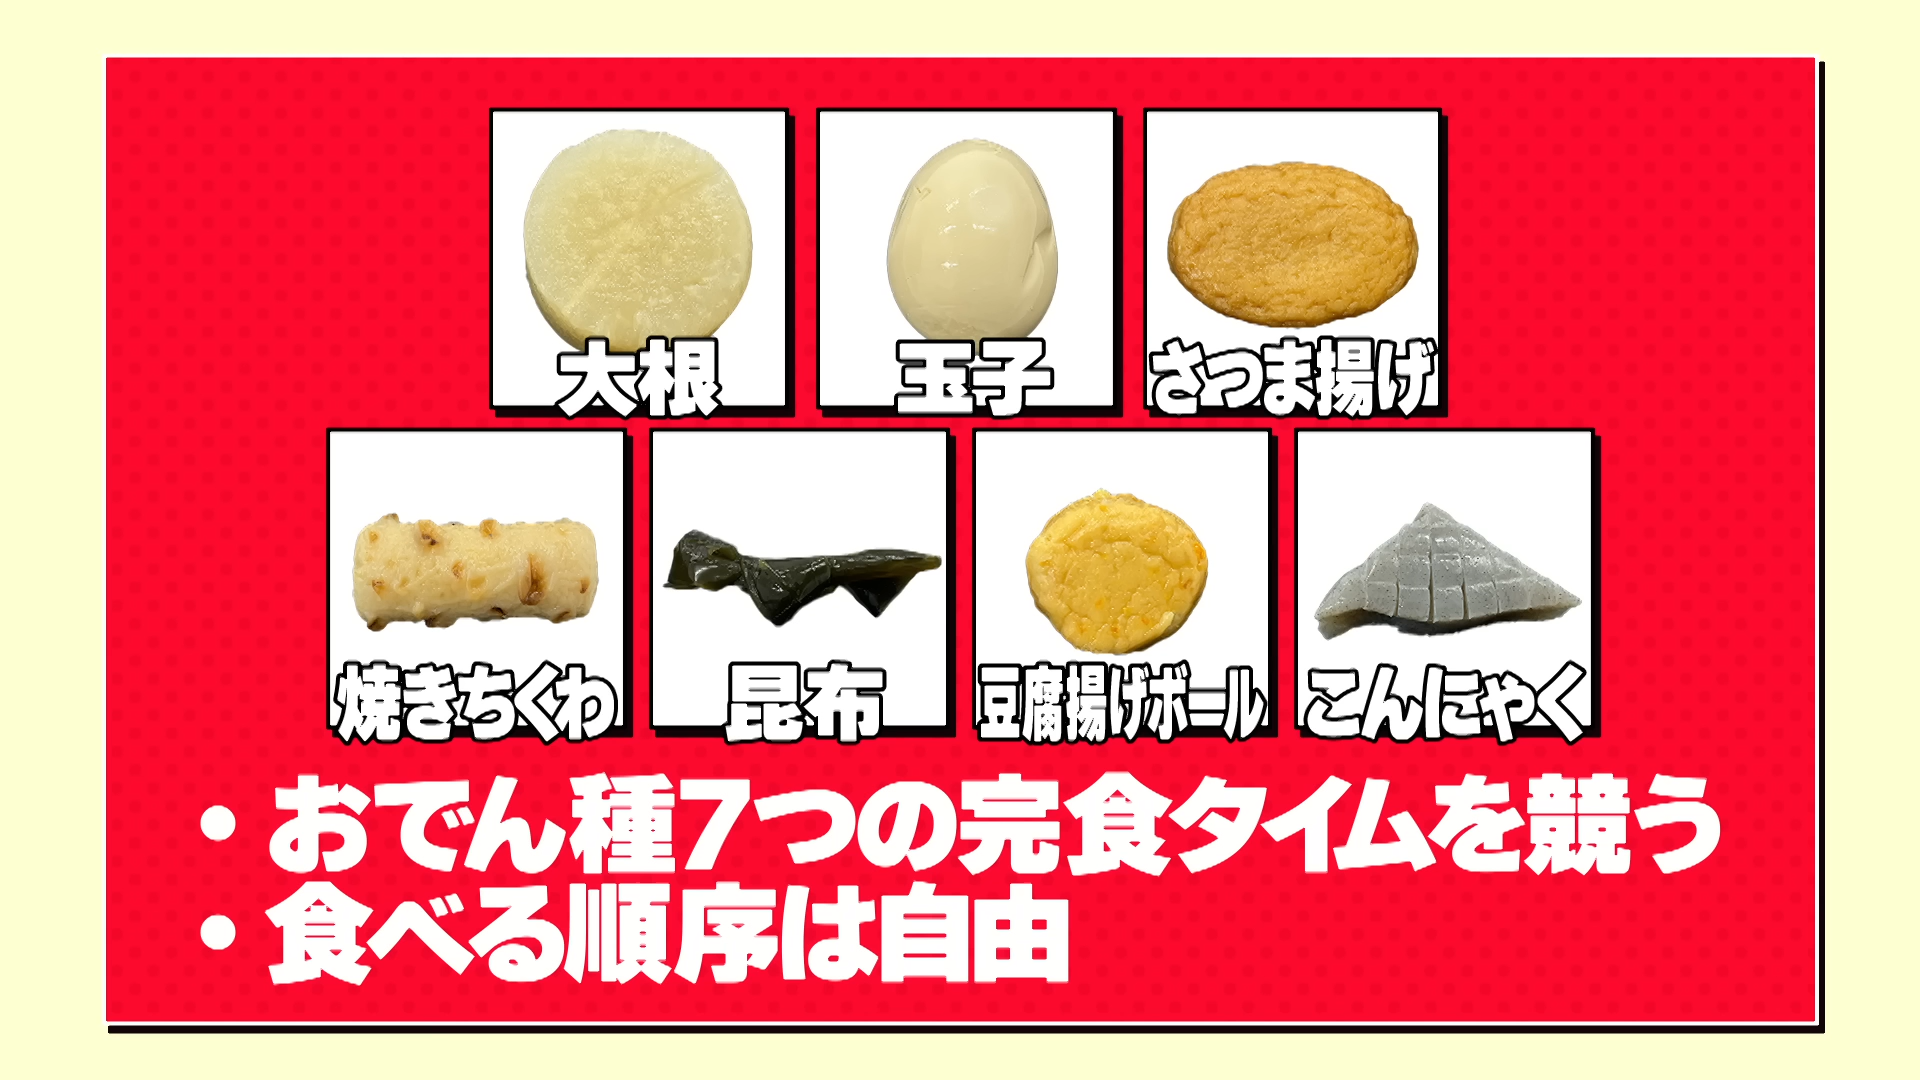 大根
玉子
さつま揚げ
焼きちくわ
昆布
豆腐揚げボール
こんにゃく
・おでん種7つの完食タイムを競う
・食べる順序は自由